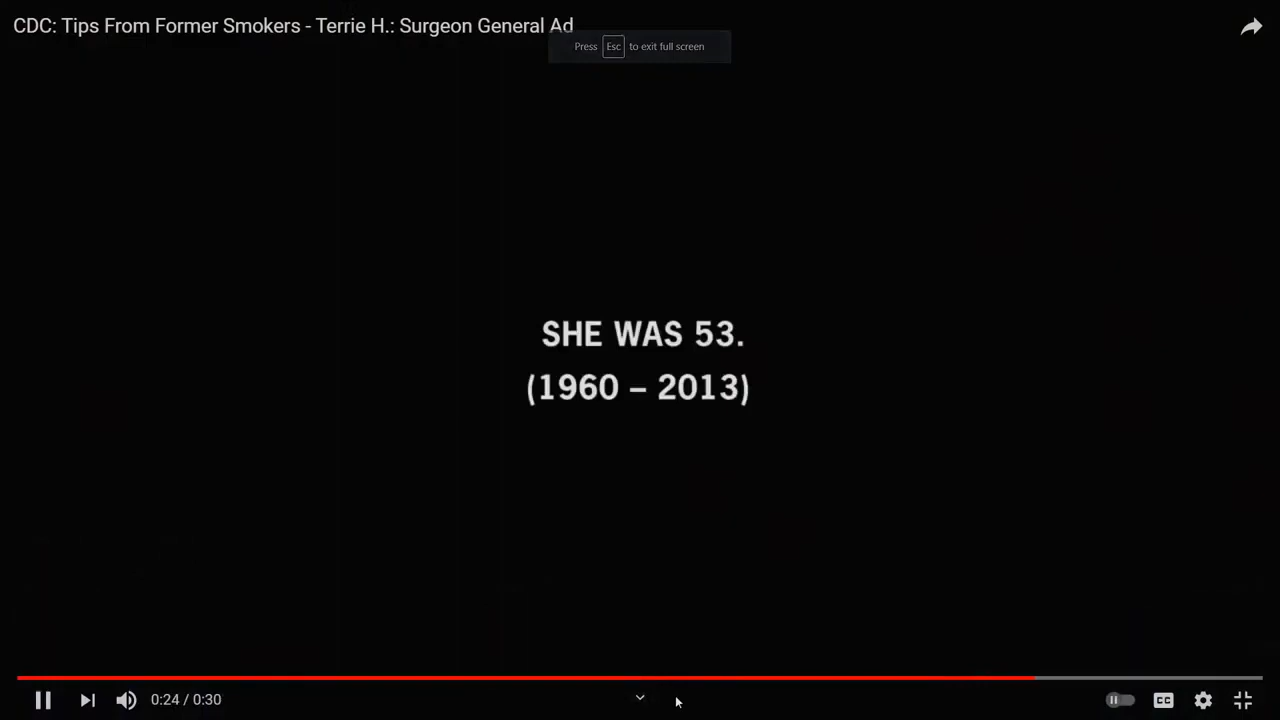 CDC: Tips From Former Smokers - Terrie H.: Surgeon General Ad
Press Esc to exit full screen
SHE WAS 53.
(1960 – 2013)
0:24 / 0:30
CC